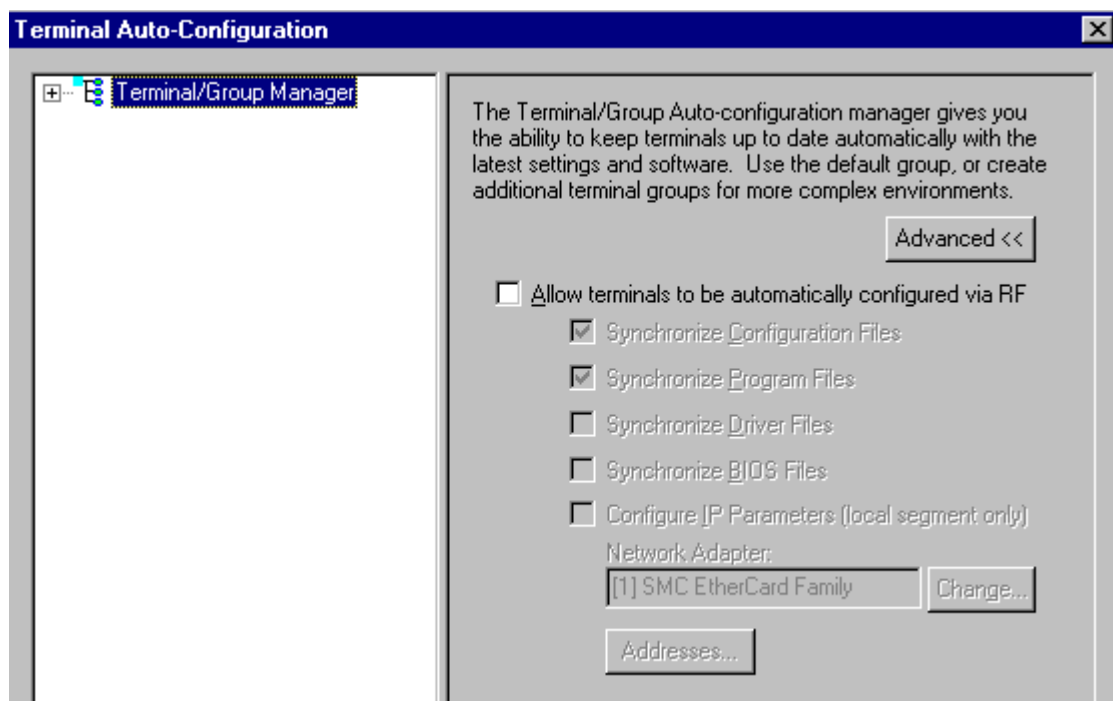 Terminal Auto-Configuration
Terminal/Group Manager
The Terminal/Group Auto-configuration manager gives you
the ability to keep terminals up to date automatically with the
latest settings and software. Use the default group, or create
additional terminal groups for more complex environments.
Advanced <<
Allow terminals to be automatically configured via RF
Synchronize Configuration Files
Synchronize Program Files
Synchronize Driver Files
Synchronize BIOS Files
Configure IP Parameters (local segment only)
Network Adapter:
[1] SMC EtherCard Family
Change...
Addresses...